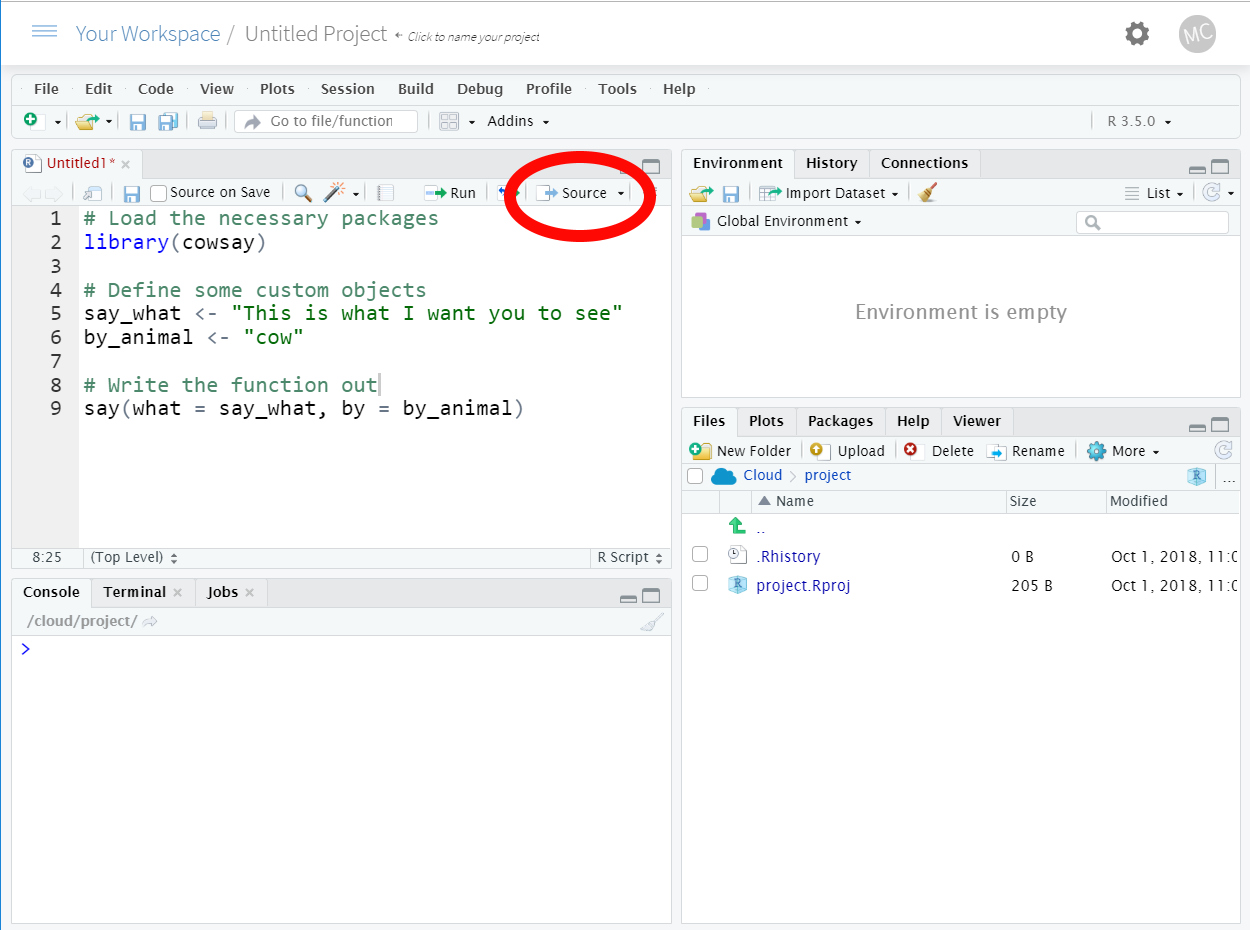 Your Workspace / Untitled Project Click to name your project
MC
File Edit Code View Plots Session Build Debug Profile Tools Help
Go to file/function Addins R 3.5.0
Untitled1*
Source on Save Run Source
1 # Load the necessary packages
2 library(cowsay)
3
4 # Define some custom objects
5 say_what <- "This is what I want you to see"
6 by_animal <- "cow"
7
8 # Write the function out
9 say(what = say_what, by = by_animal)
8:25 (Top Level) R Script
Console Terminal Jobs
/cloud/project/
>
Environment History Connections
Import Dataset List
Global Environment
Environment is empty
Files Plots Packages Help Viewer
New Folder Upload Delete Rename More
Cloud project ...
Name Size Modified
..
.Rhistory 0 B Oct 1, 2018, 11:0
project.Rproj 205 B Oct 1, 2018, 11:0